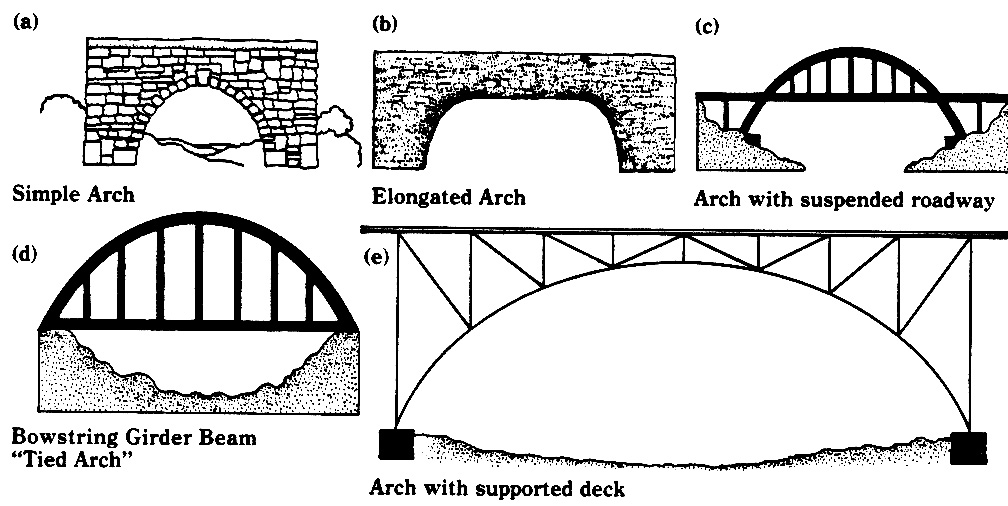 (a)
Simple Arch
(b)
Elongated Arch
(c)
Arch with suspended roadway
(d)
Bowstring Girder Beam
“Tied Arch”
(e)
Arch with supported deck